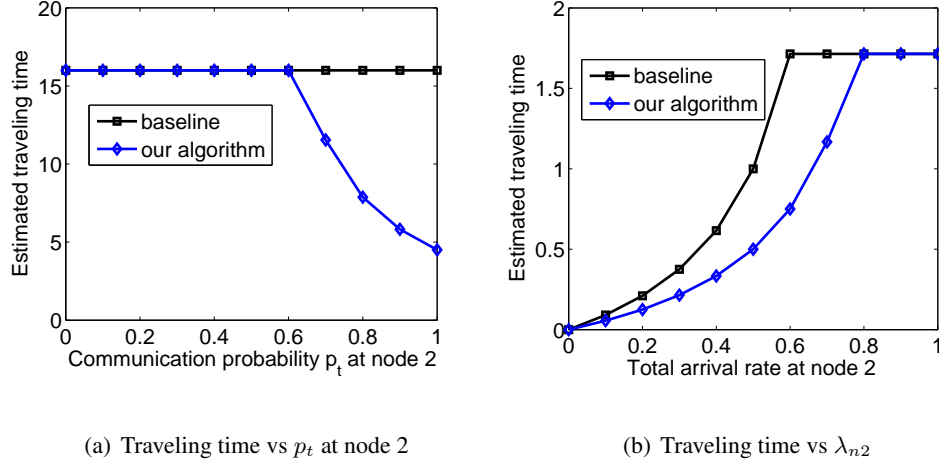 20
15
10
5
0
Estimated traveling time
baseline
our algorithm
0 0.2 0.4 0.6 0.8 1
Communication probability p_t at node 2
(a) Traveling time vs p_t at node 2
2
1.5
1
0.5
0
Estimated traveling time
baseline
our algorithm
0 0.2 0.4 0.6 0.8 1
Total arrival rate at node 2
(b) Traveling time vs λ_{n2}